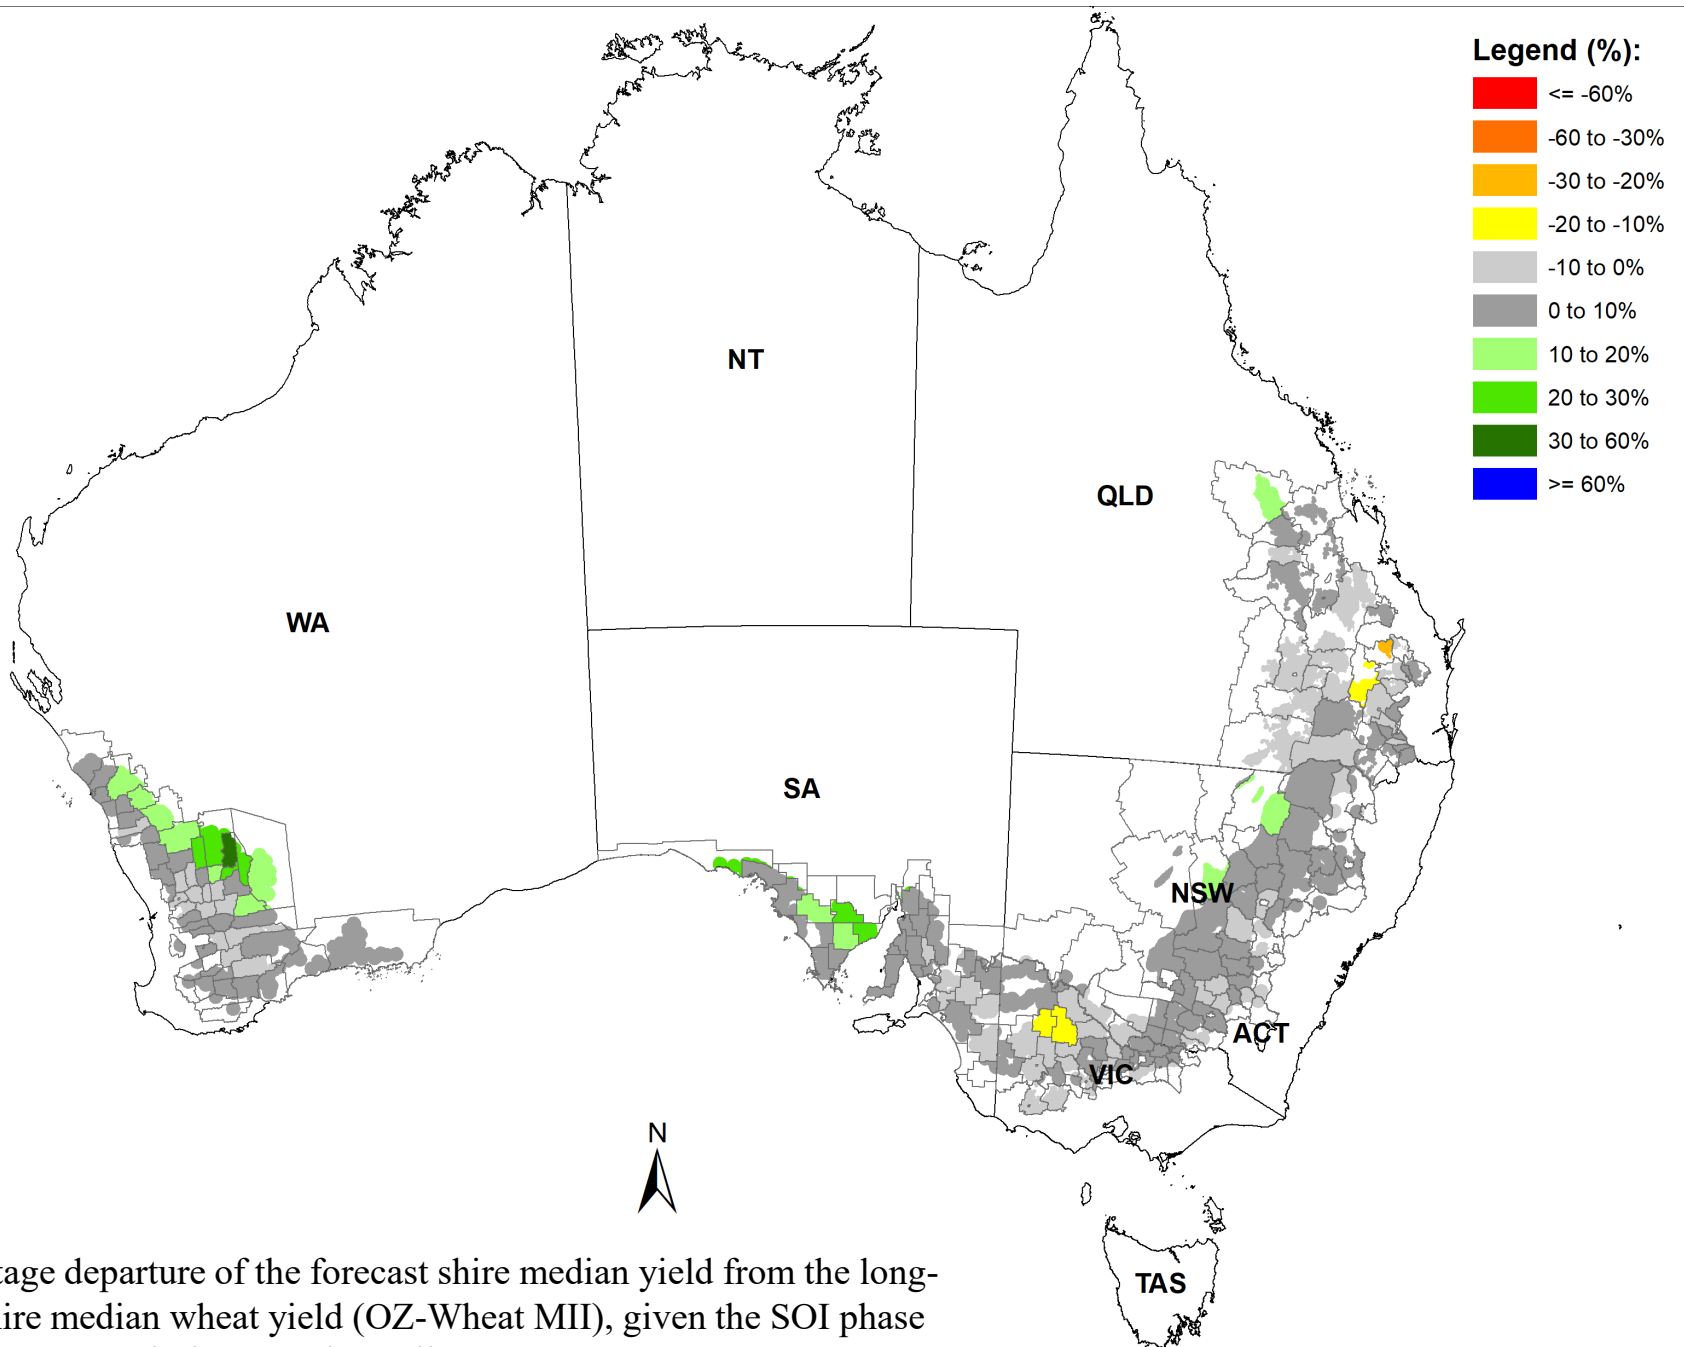 Legend (%):
<= -60%
-60 to -30%
-30 to -20%
-20 to -10%
-10 to 0%
0 to 10%
10 to 20%
20 to 30%
30 to 60%
>= 60%
NT
QLD
WA
SA
NSW
ACT
VIC
N
TAS
tage departure of the forecast shire median yield from the long-
ire median wheat yield (OZ-Wheat MII), given the SOI phase